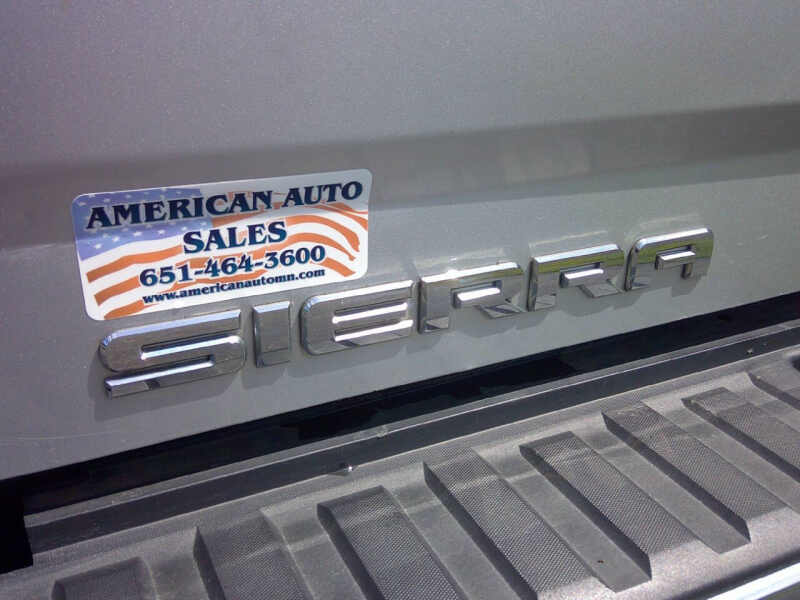 AMERICAN AUTO
SALES
651-464-3600
www.americanautomn.com
SIERRA